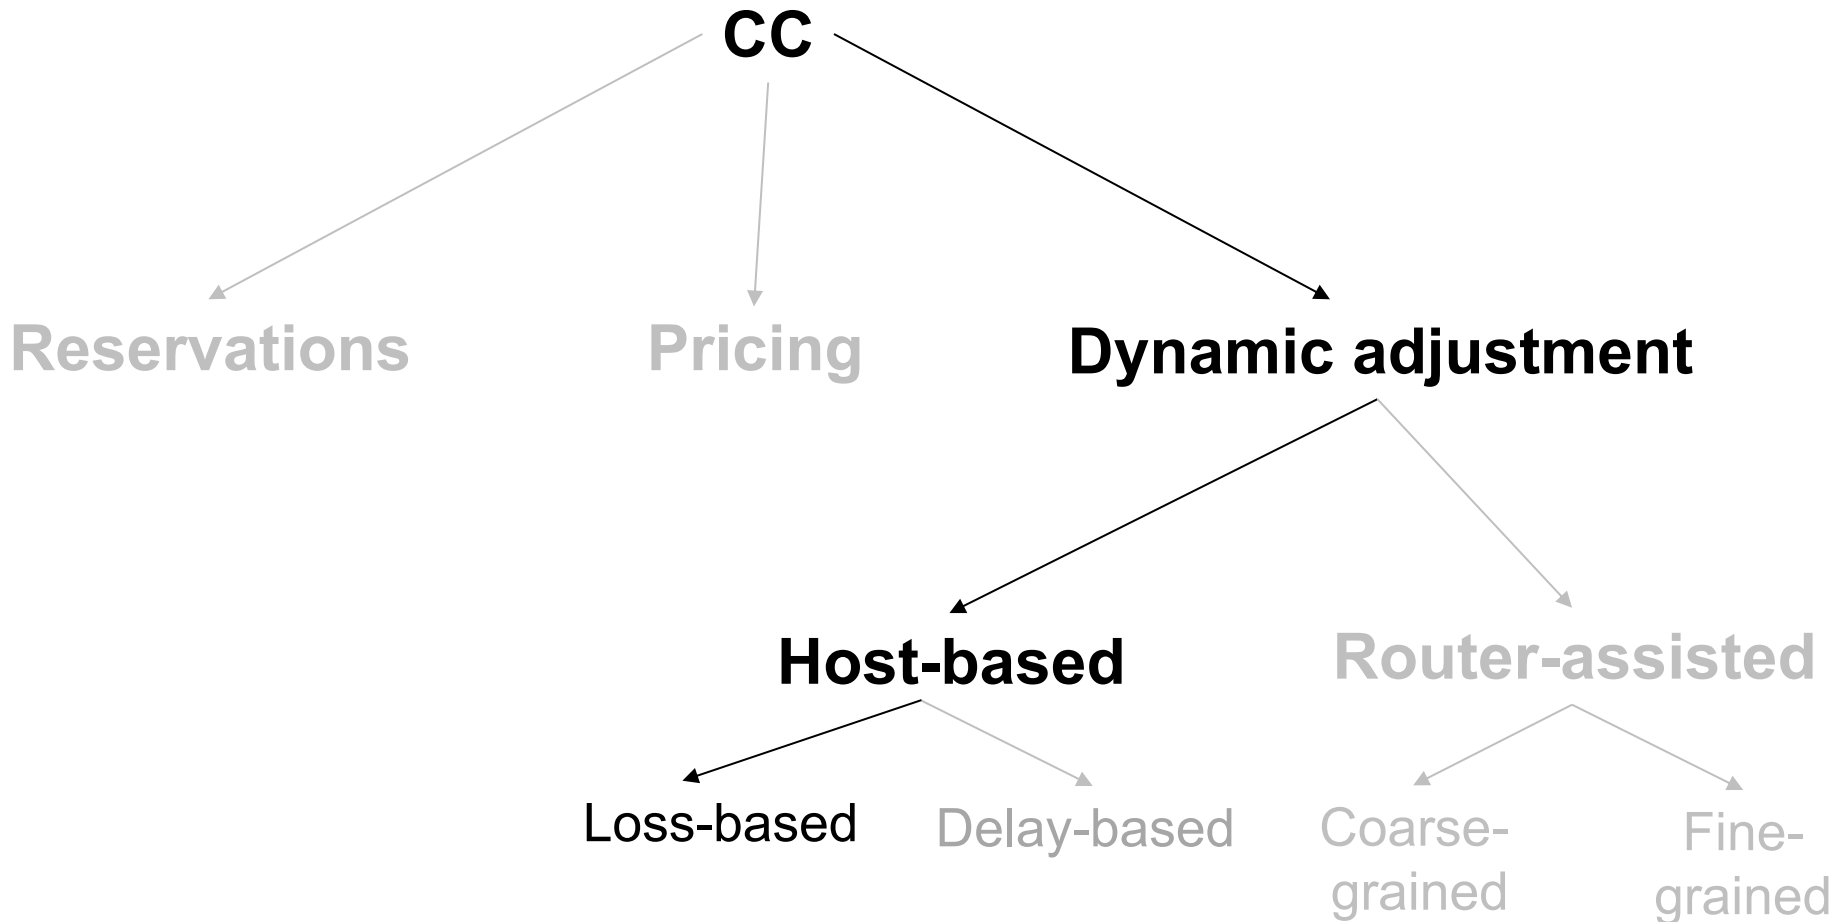 CC
Reservations
Pricing
Dynamic adjustment
Host-based
Router-assisted
Loss-based
Delay-based
Coarse-
grained
Fine-
grained